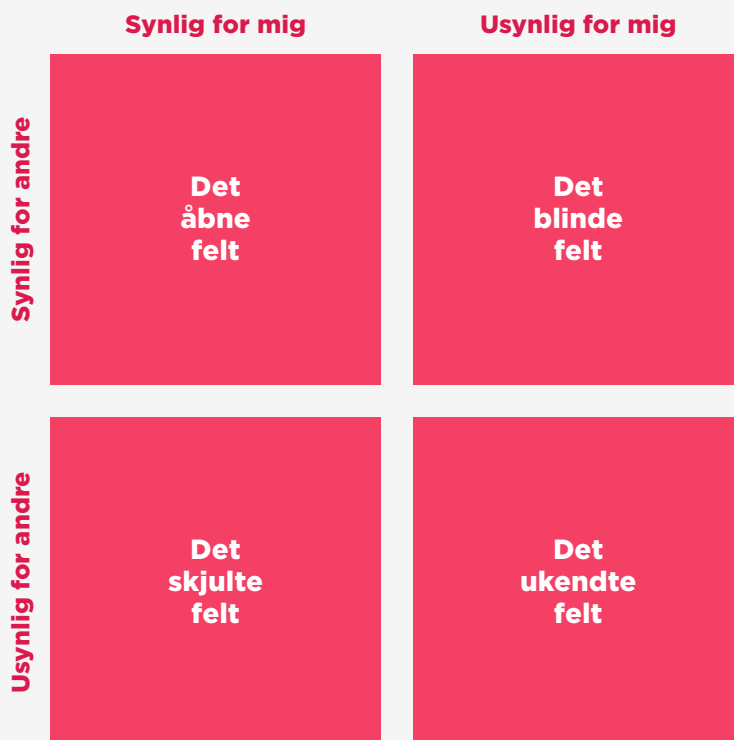 Synlig for mig
Usynlig for mig
Synlig for andre
Det
åbne
felt
Det
blinde
felt
Usynlig for andre
Det
skjulte
felt
Det
ukendte
felt